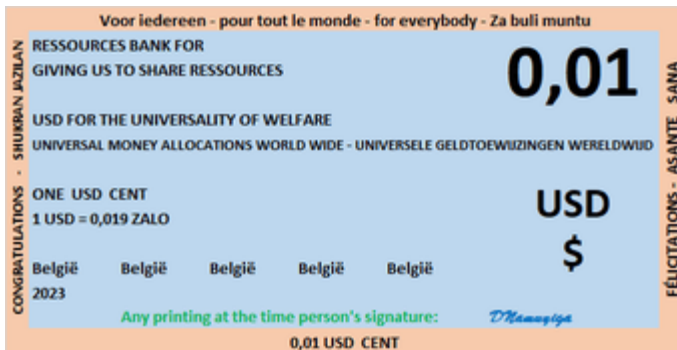 Voor iedereen - pour tout le monde - for everybody - Za buli muntu
CONGRATULATIONS - SHUKRAN JAZILAN
RESSOURCES BANK FOR
GIVING US TO SHARE RESSOURCES
0,01
USD FOR THE UNIVERSALITY OF WELFARE
UNIVERSAL MONEY ALLOCATIONS WORLD WIDE - UNIVERSELE GELDTOEWIJZINGEN WERELDWIJD
ONE USD CENT
1 USD = 0,019 ZALO
USD
$
België België België België België
2023
Any printing at the time person's signature: DNamuyiga
FÉLICITATIONS - ASANTE SANA
0,01 USD CENT